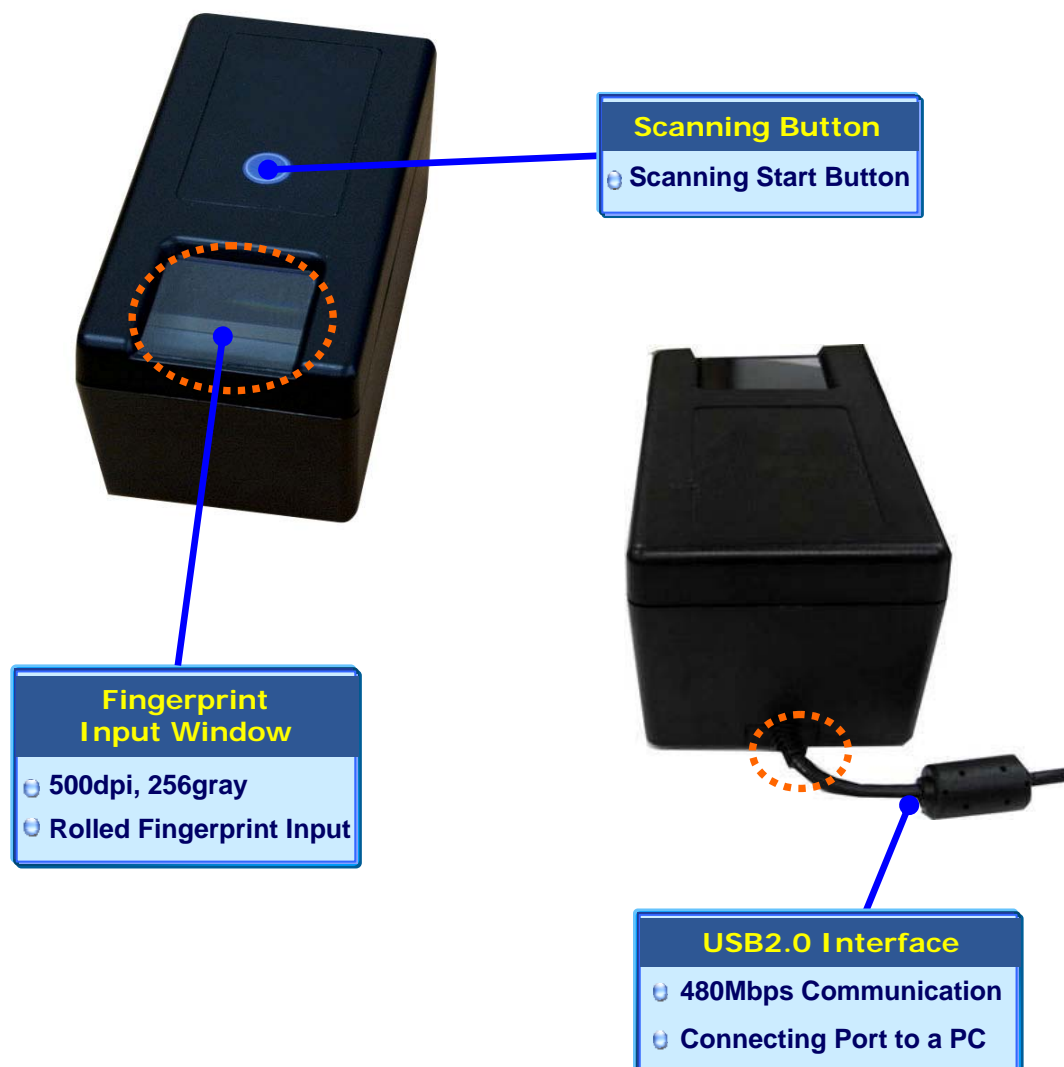 Scanning Button
Scanning Start Button
Fingerprint
Input Window
500dpi, 256gray
Rolled Fingerprint Input
USB2.0 Interface
480Mbps Communication
Connecting Port to a PC